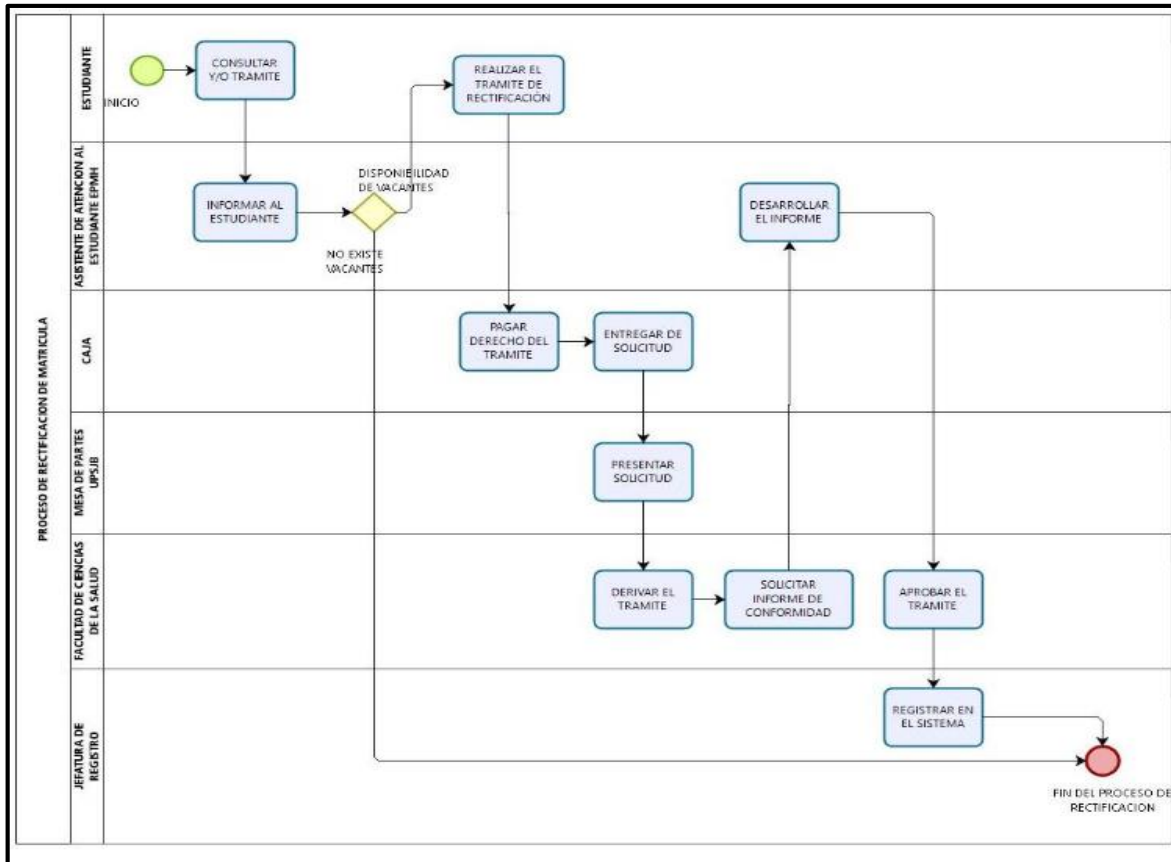 PROCESO DE RECTIFICACION DE MATRICULA
ESTUDIANTE
INICIO
CONSULTAR
Y/O TRAMITE
REALIZAR EL
TRAMITE DE
RECTIFICACIÓN
ASISTENTE DE ATENCION AL
ESTUDIANTE EPMH
INFORMAR AL
ESTUDIANTE
DISPONIBILIDAD
DE VACANTES
NO EXISTE
VACANTES
DESARROLLAR
EL INFORME
CAJA
PAGAR
DERECHO DEL
TRAMITE
ENTREGAR DE
SOLICITUD
MESA DE PARTES
UPSJB
PRESENTAR
SOLICITUD
FACULTAD DE CIENCIAS
DE LA SALUD
DERIVAR EL
TRAMITE
SOLICITAR
INFORME DE
CONFORMIDAD
APROBAR EL
TRAMITE
JEFATURA DE
REGISTRO
REGISTRAR EN
EL SISTEMA
FIN DEL PROCESO DE
RECTIFICACION